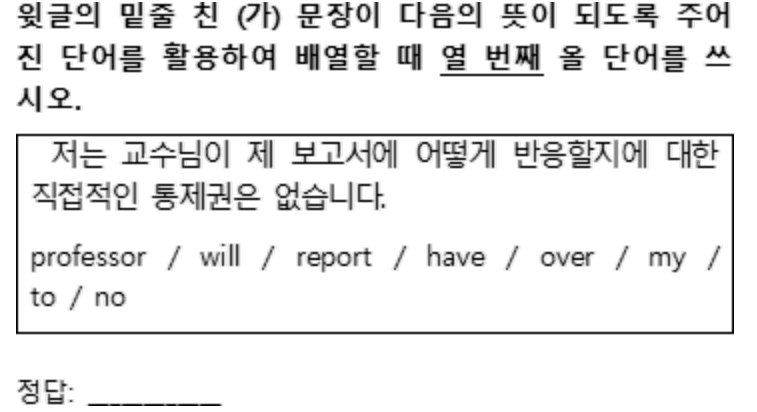 윗글의 밑줄 친 (가) 문장이 다음의 뜻이 되도록 주어
진 단어를 활용하여 배열할 때 열 번째 올 단어를 쓰
시오.
저는 교수님이 제 보고서에 어떻게 반응할지에 대한
직접적인 통제권은 없습니다.
professor / will / report / have / over / my /
to / no
정답: ________